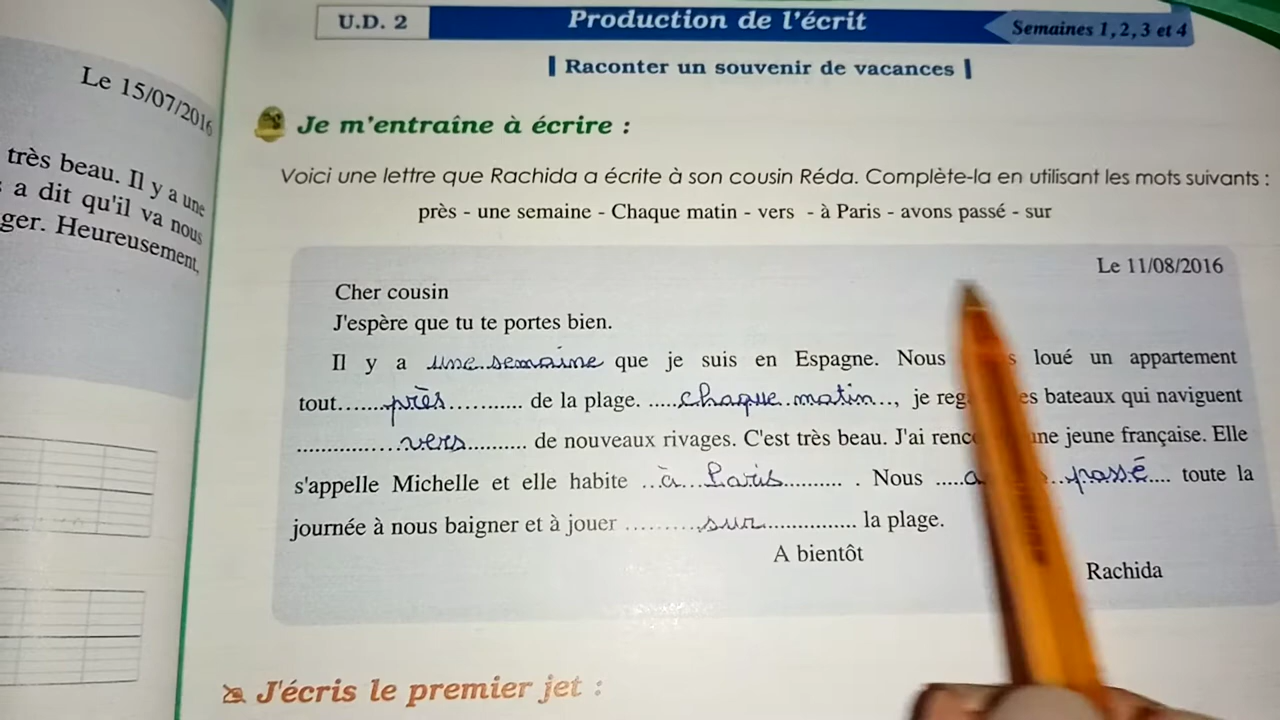 U.D. 2 Production de l'écrit Semaines 1, 2, 3 et 4
Raconter un souvenir de vacances
Le 15/07/2016
très beau. Il y a une
a dit qu'il va nous
ger. Heureusement,
Je m'entraîne à écrire :
Voici une lettre que Rachida a écrite à son cousin Réda. Complète-la en utilisant les mots suivants :
près - une semaine - Chaque matin - vers - à Paris - avons passé - sur
Le 11/08/2016
Cher cousin
J'espère que tu te portes bien.
Il y a une semaine que je suis en Espagne. Nous loué un appartement
tout.......près........... de la plage. .....chaque matin..., je bateaux qui naviguent
...............vers.......... de nouveaux rivages. C'est très beau. J'ai jeune française. Elle
s'appelle Michelle et elle habite ...à Paris.......... . Nous ..... passé.... toute la
journée à nous baigner et à jouer ..........sur............... la plage.
A bientôt
Rachida
J'écris le premier jet :